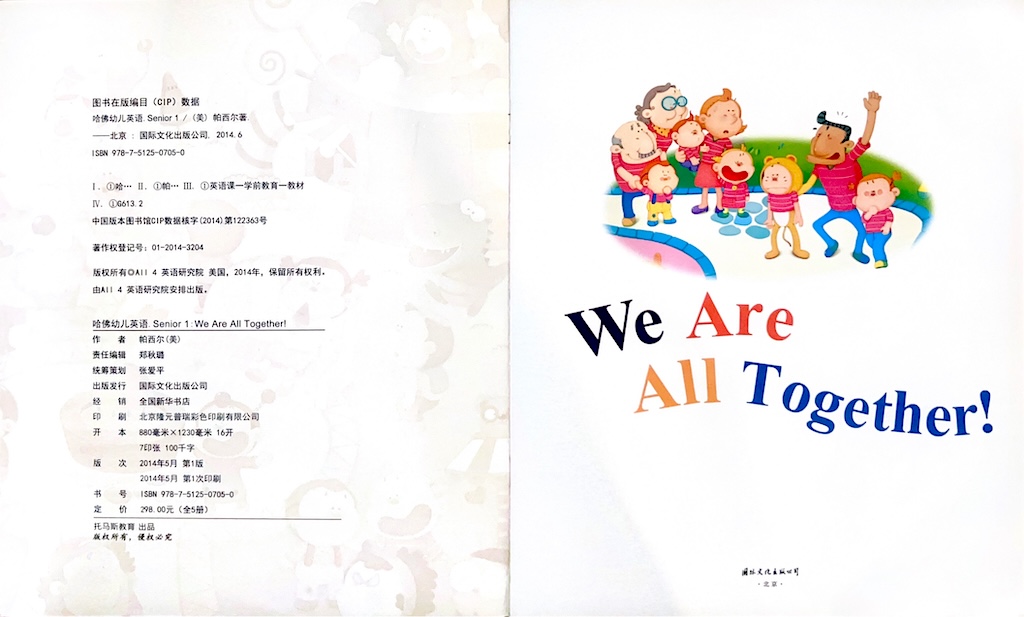 图书在版编目（CIP）数据
哈佛幼儿英语. Senior 1 /（美）帕西尔著.
——北京 : 国际文化出版公司. 2014.6
ISBN 978-7-5125-0705-0
Ⅰ. ①哈… Ⅱ. ①帕… Ⅲ. ①英语课—学前教育—教材
Ⅳ. ①G613.2
中国版本图书馆CIP数据核字(2014)第122363号
著作权登记号: 01-2014-3204
版权所有◎All 4 英语研究院 美国, 2014年, 保留所有权利。
由All 4 英语研究院安排出版。
哈佛幼儿英语. Senior 1: We Are All Together!
作 者 帕西尔(美)
责任编辑 郑秋璐
统筹策划 张爱平
出版发行 国际文化出版公司
经 销 全国新华书店
印 刷 北京隆元普瑞彩色印刷有限公司
开 本 880毫米×1230毫米 16开
7印张 100千字
版 次 2014年5月 第1版
2014年5月 第1次印刷
书 号 ISBN 978-7-5125-0705-0
定 价 298.00元（全5册）
托马斯教育 出品
版权所有, 侵权必究
We Are
All Together!
国际文化出版公司
·北京·